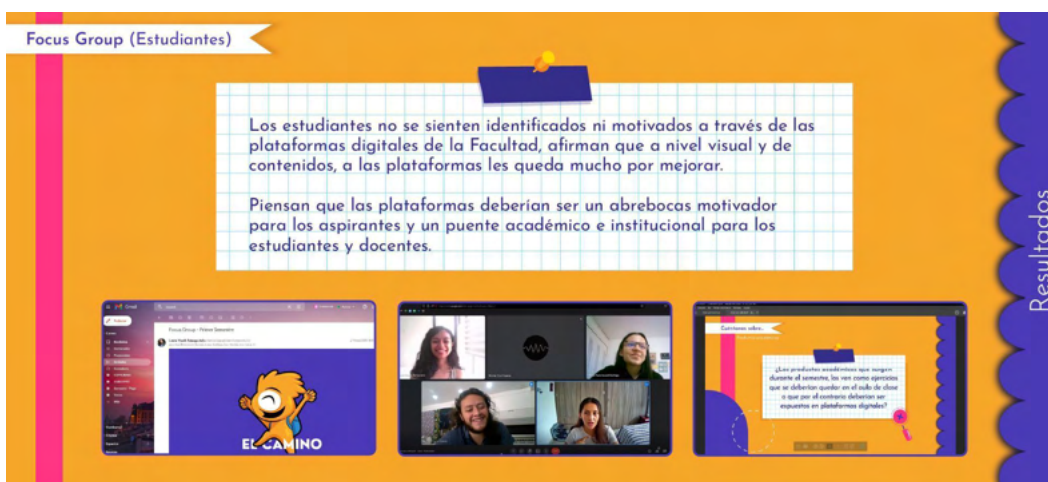 Focus Group (Estudiantes)
Los estudiantes no se sienten identificados ni motivados a través de las
plataformas digitales de la Facultad, afirman que a nivel visual y de
contenidos, a las plataformas les queda mucho por mejorar.
Piensan que las plataformas deberían ser un abrebocas motivador
para los aspirantes y un puente académico e institucional para los
estudiantes y docentes.
Resultados
Gmail
Focus Group - Primer Semestre
EL CAMINO
Cuéntanos sobre...
¿Los productos académicos que surgen
durante el semestre, los ven como ejercicios
que se deberían quedar en el aula de clase
o que por el contrario deberían ser
expuestos en plataformas digitales?